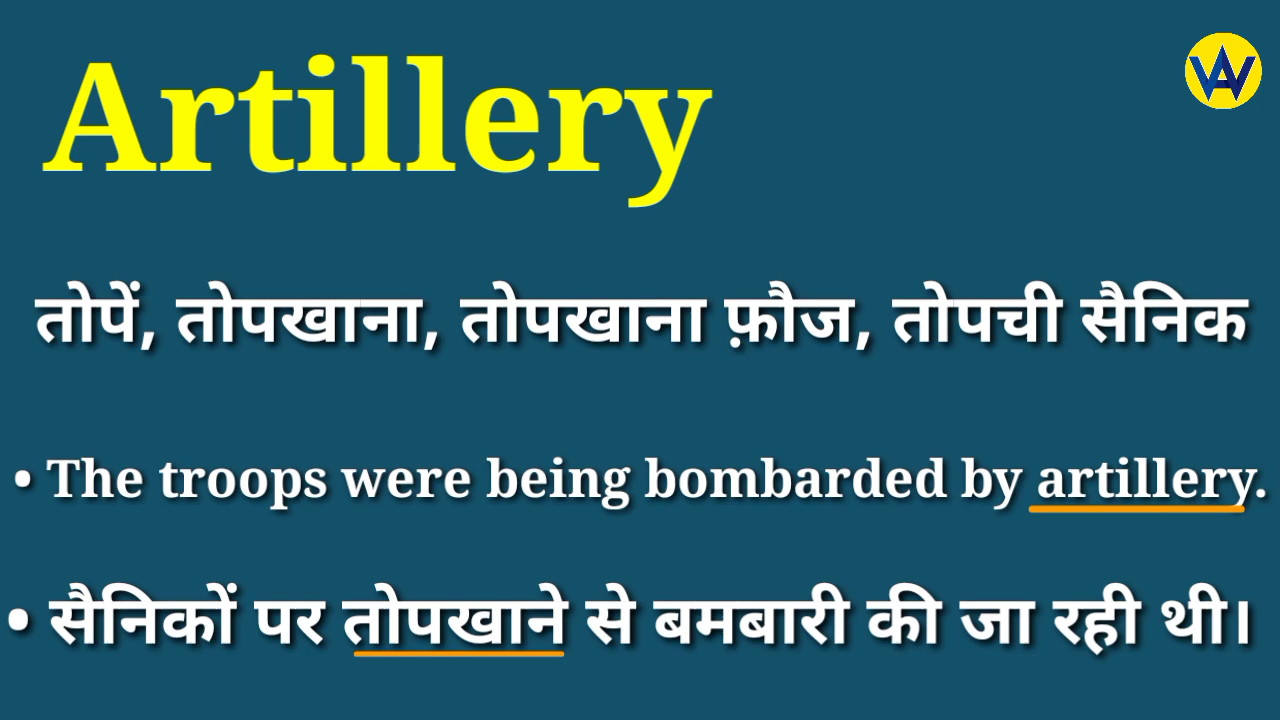 Artillery
तोपें, तोपखाना, तोपखाना फ़ौज, तोपची सैनिक
• The troops were being bombarded by artillery.
• सैनिकों पर तोपखाने से बमबारी की जा रही थी।